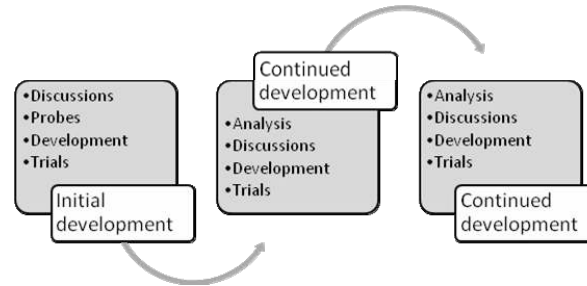 •Discussions
•Probes
•Development
•Trials
Initial
development
Continued
development
•Analysis
•Discussions
•Development
•Trials
•Analysis
•Discussions
•Development
•Trials
Continued
development